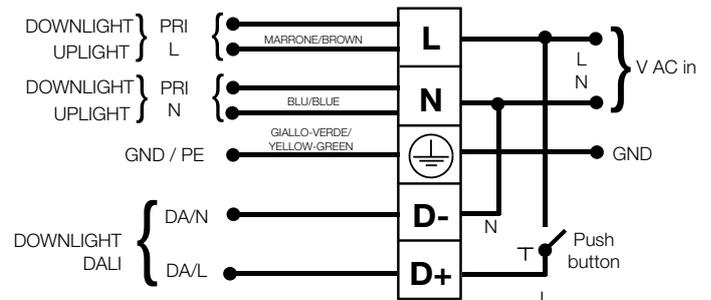 DOWNLIGHT
UPLIGHT
PRI
L
MARRONE/BROWN
L
L
N
V AC in
DOWNLIGHT
UPLIGHT
PRI
N
BLU/BLUE
N
GIALLO-VERDE/
YELLOW-GREEN
GND / PE
GND
DOWNLIGHT
DALI
DA/N
D-
N
DA/L
D+
Push
button